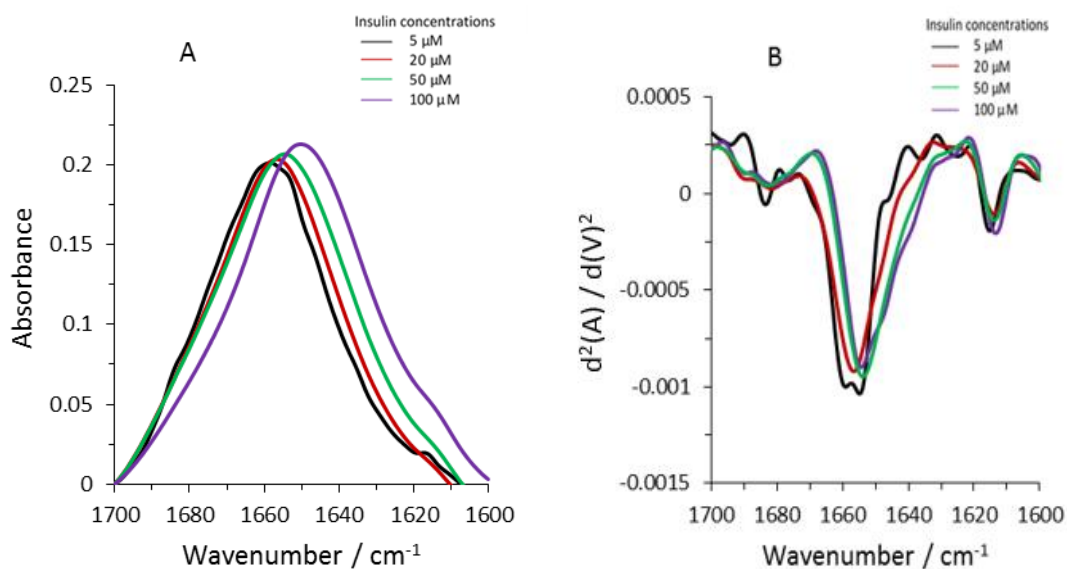 A
Insulin concentrations
5 µM
20 µM
50 µM
100 µM
0.25
0.2
0.15
0.1
0.05
0
Absorbance
1700
1680
1660
1640
1620
1600
Wavenumber / cm⁻¹
B
Insulin concentrations
5 µM
20 µM
50 µM
100 µM
0.0005
0
-0.0005
-0.001
-0.0015
d²(A) / d(V)²
1700
1680
1660
1640
1620
1600
Wavenumber / cm⁻¹